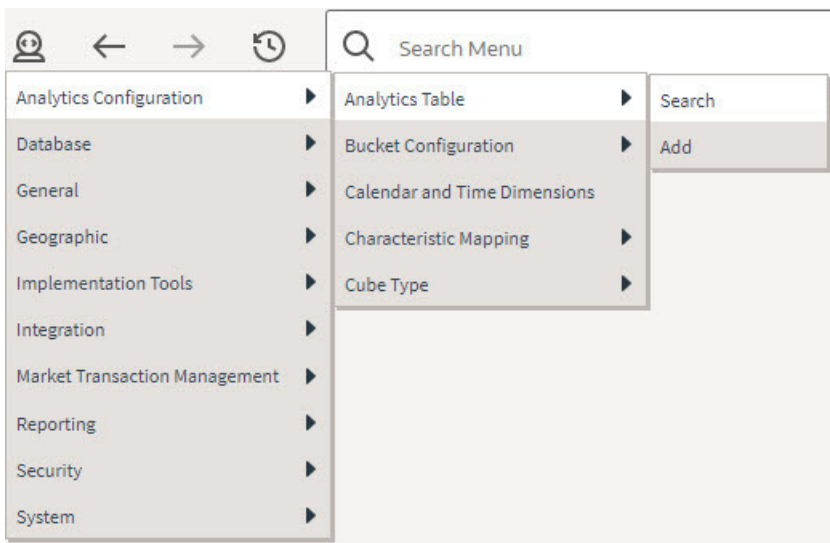 Search Menu
Analytics Configuration
Database
General
Geographic
Implementation Tools
Integration
Market Transaction Management
Reporting
Security
System
Analytics Table
Bucket Configuration
Calendar and Time Dimensions
Characteristic Mapping
Cube Type
Search
Add